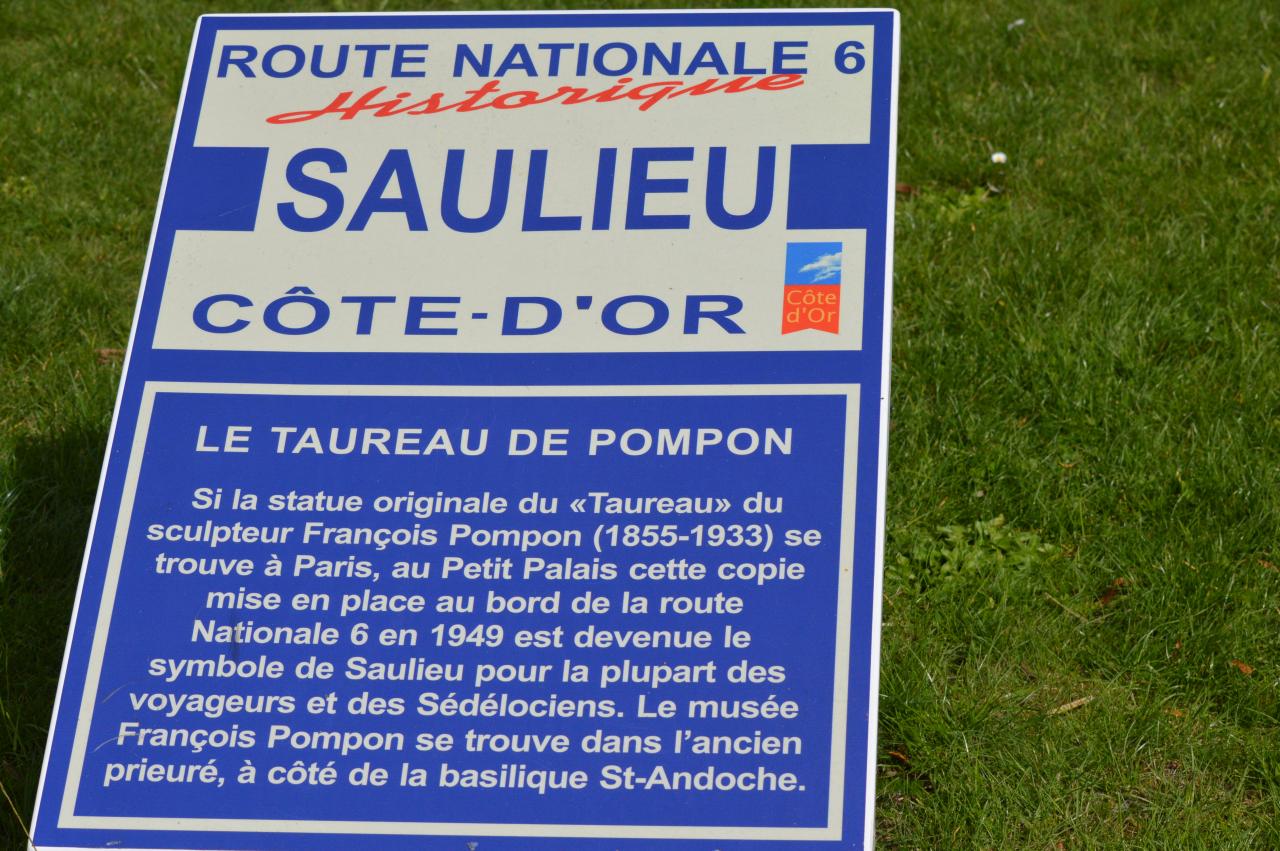 ROUTE NATIONALE 6
Historique
SAULIEU
CÔTE-D'OR
Côte
d'Or
LE TAUREAU DE POMPON
Si la statue originale du «Taureau» du
sculpteur François Pompon (1855-1933) se
trouve à Paris, au Petit Palais cette copie
mise en place au bord de la route
Nationale 6 en 1949 est devenue le
symbole de Saulieu pour la plupart des
voyageurs et des Sédélociens. Le musée
François Pompon se trouve dans l’ancien
prieuré, à côté de la basilique St-Andoche.